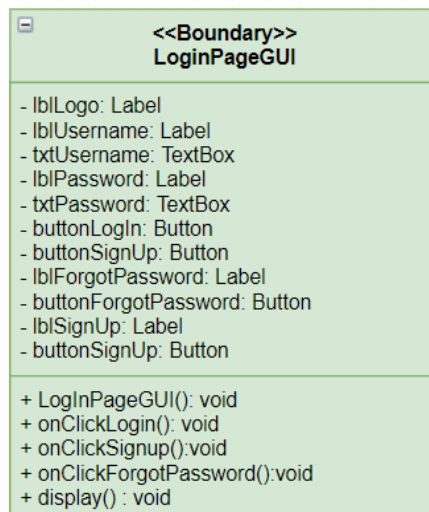 <<Boundary>>
LoginPageGUI
- lblLogo: Label
- lblUsername: Label
- txtUsername: TextBox
- lblPassword: Label
- txtPassword: TextBox
- buttonLogIn: Button
- buttonSignUp: Button
- lblForgotPassword: Label
- buttonForgotPassword: Button
- lblSignUp: Label
- buttonSignUp: Button
+ LogInPageGUI(): void
+ onClickLogin(): void
+ onClickSignup():void
+ onClickForgotPassword():void
+ display() : void